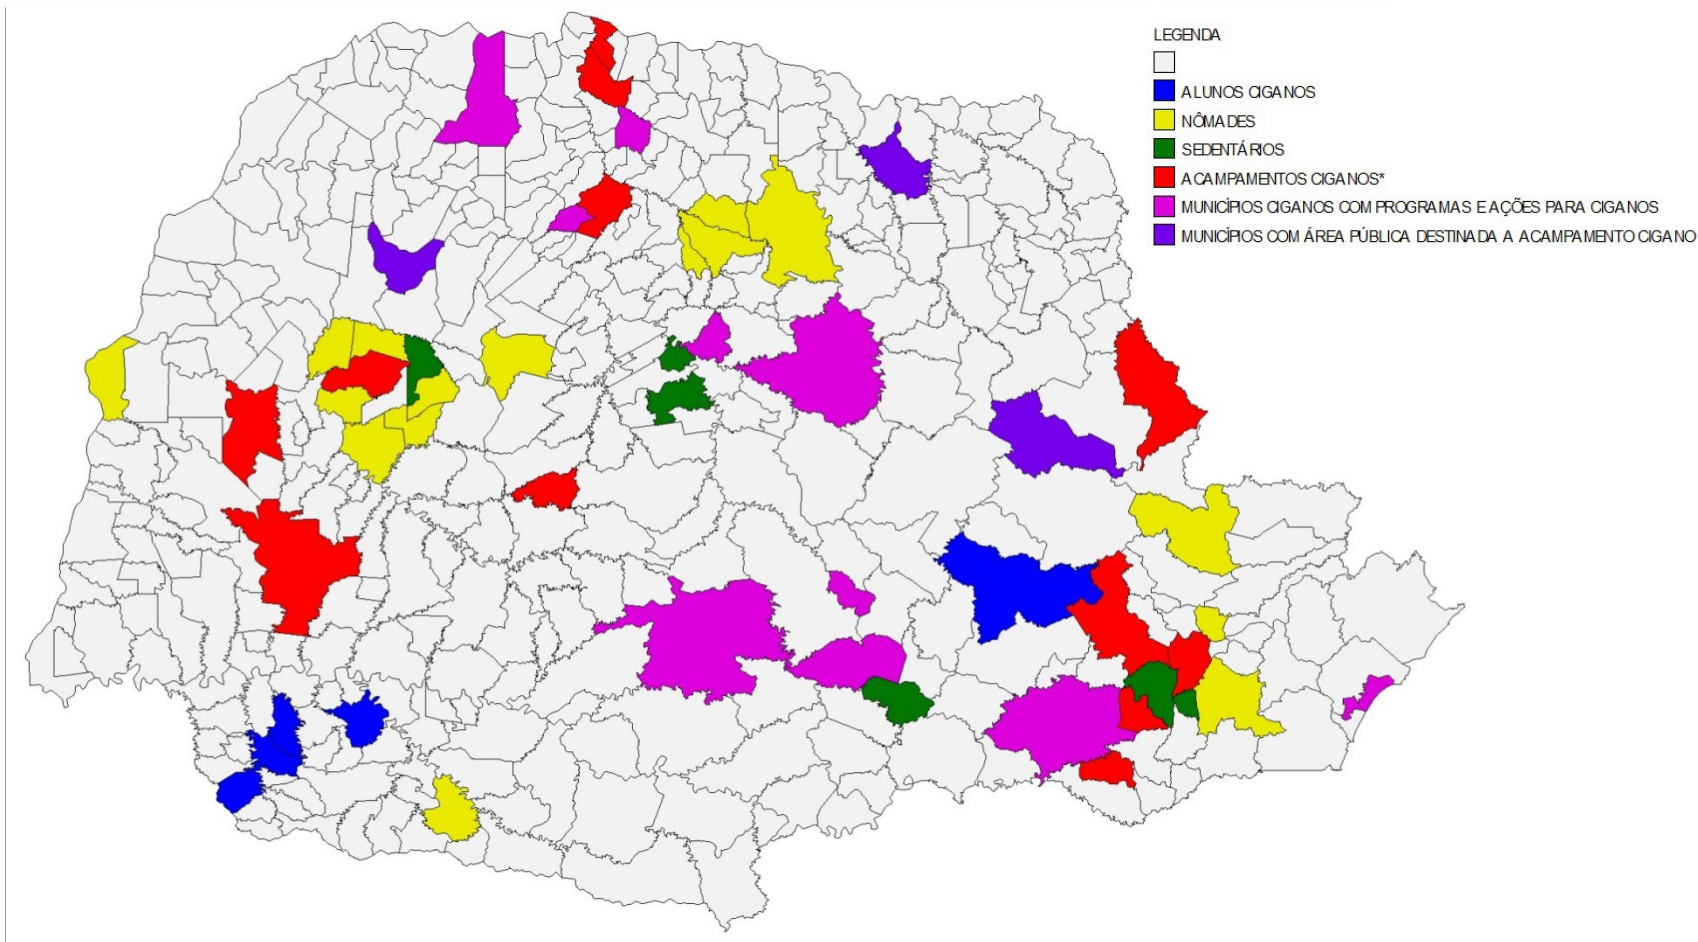 LEGENDA
ALUNOS CIGANOS
NÔMADES
SEDENTÁRIOS
ACAMPAMENTOS CIGANOS*
MUNICÍPIOS CIGANOS COM PROGRAMAS E AÇÕES PARA CIGANOS
MUNICÍPIOS COM ÁREA PÚBLICA DESTINADA A ACAMPAMENTO CIGANO